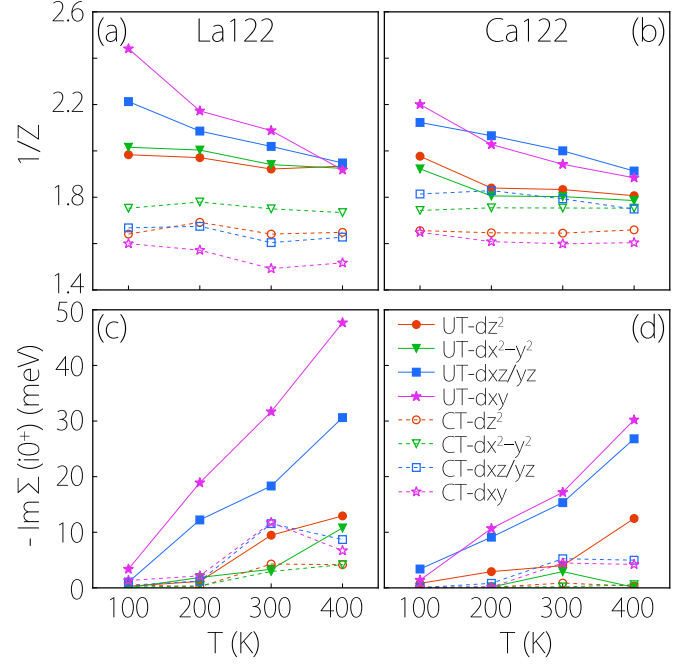 La122
Ca122
(a)
(b)
2.6
2.2
1.8
1.4
1/Z
(c)
(d)
50
40
30
20
10
0
- Im Σ (i0⁺) (meV)
UT-dz²
UT-dx²−y²
UT-dxz/yz
UT-dxy
CT-dz²
CT-dx²−y²
CT-dxz/yz
CT-dxy
100 200 300 400
100 200 300 400
T (K)
T (K)